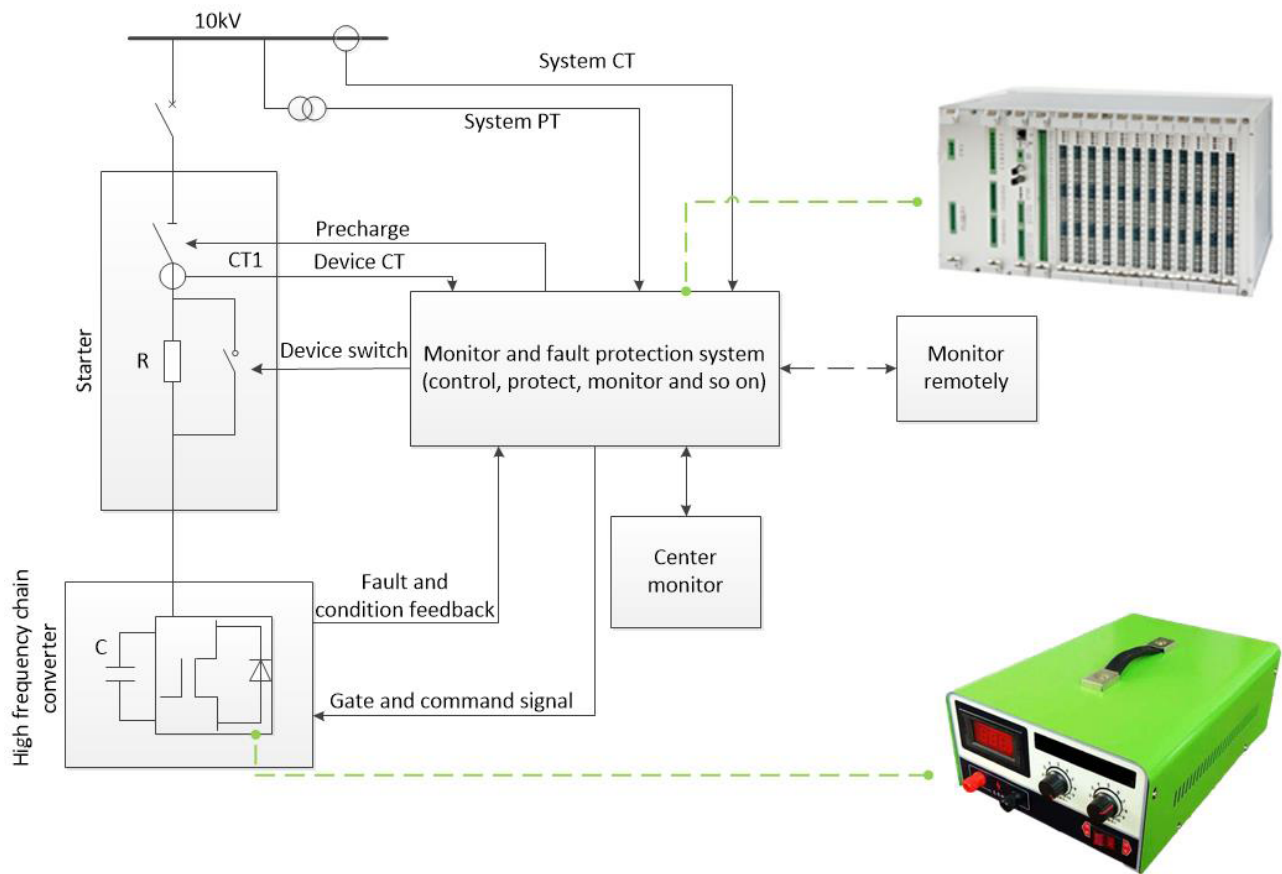 10kV
System CT
System PT
Precharge
CT1
Device CT
Starter
R
Device switch
Monitor and fault protection system
(control, protect, monitor and so on)
Monitor
remotely
Center
monitor
Fault and
condition feedback
High frequency chain
converter
C
Gate and command signal